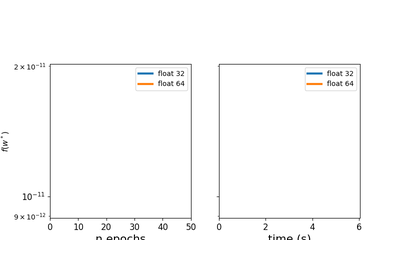 float 32
float 64
float 32
float 64
2 × 10⁻¹¹
10⁻¹¹
9 × 10⁻¹²
f(w*)
0 10 20 30 40 50
0 2 4 6
n epochs
time (s)